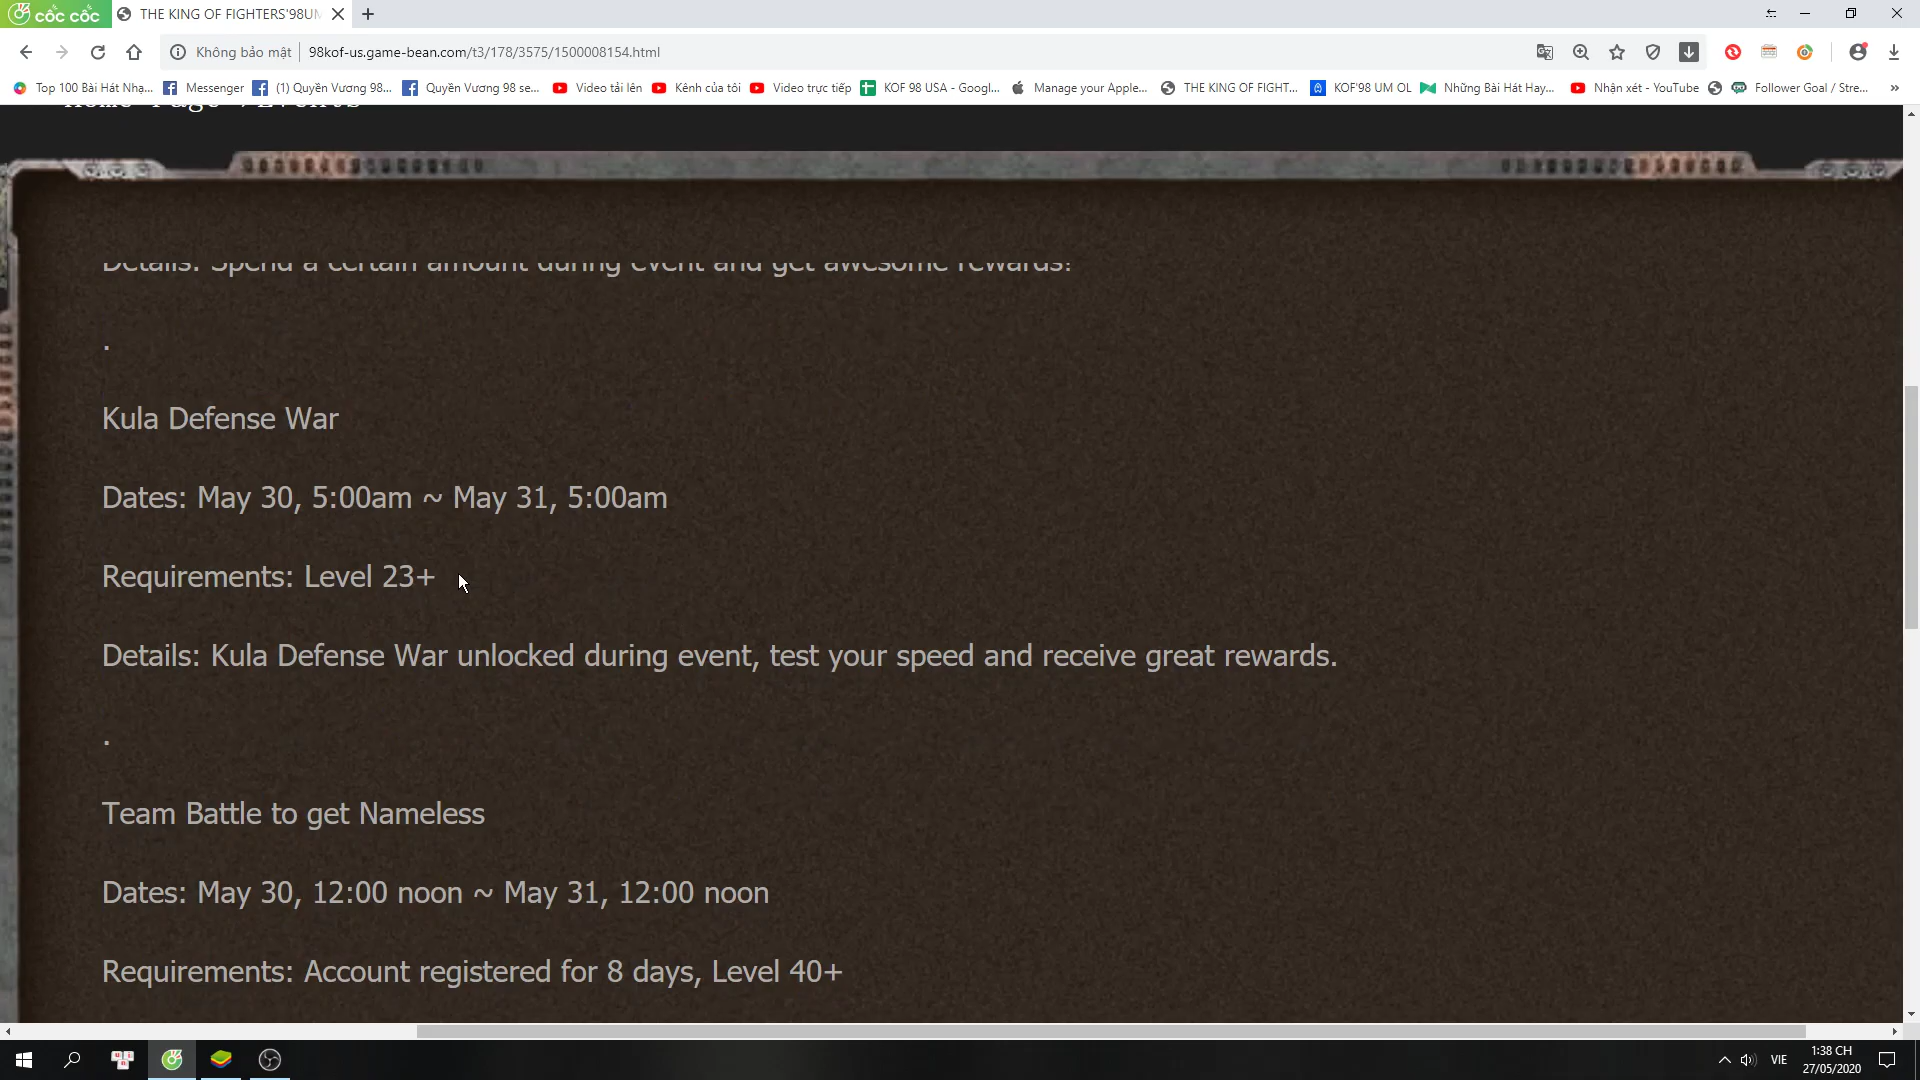 cốc cốc
THE KING OF FIGHTERS'98UM
Không bảo mật
98kof-us.game-bean.com/t3/178/3575/1500008154.html
Top 100 Bài Hát Nhạ...
Messenger
(1) Quyền Vương 98...
Quyền Vương 98 se...
Video tải lên
Kênh của tôi
Video trực tiếp
KOF 98 USA - Googl...
Manage your Apple...
THE KING OF FIGHT...
KOF'98 UM OL
Những Bài Hát Hay...
Nhận xét - YouTube
Follower Goal / Stre...
»
Details: Spend a certain amount during event and get awesome rewards!
.
Kula Defense War
Dates: May 30, 5:00am ~ May 31, 5:00am
Requirements: Level 23+
Details: Kula Defense War unlocked during event, test your speed and receive great rewards.
.
Team Battle to get Nameless
Dates: May 30, 12:00 noon ~ May 31, 12:00 noon
Requirements: Account registered for 8 days, Level 40+
VIE
1:38 CH
27/05/2020